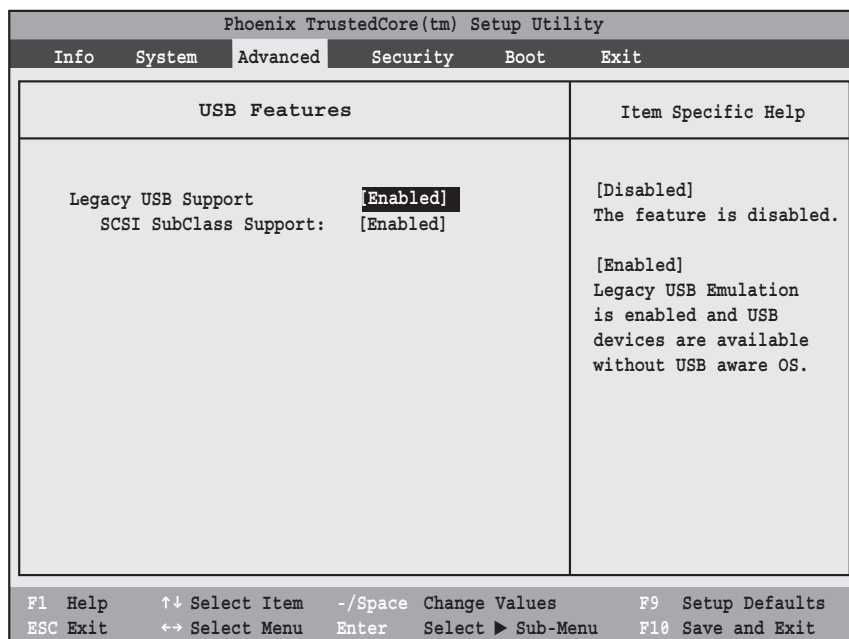 Phoenix TrustedCore(tm) Setup Utility
Info System Advanced Security Boot Exit
USB Features
Item Specific Help
Legacy USB Support [Enabled]
SCSI SubClass Support: [Enabled]
[Disabled]
The feature is disabled.
[Enabled]
Legacy USB Emulation
is enabled and USB
devices are available
without USB aware OS.
F1 Help ↑↓ Select Item -/Space Change Values F9 Setup Defaults
ESC Exit ←→ Select Menu Enter Select ▶ Sub-Menu F10 Save and Exit